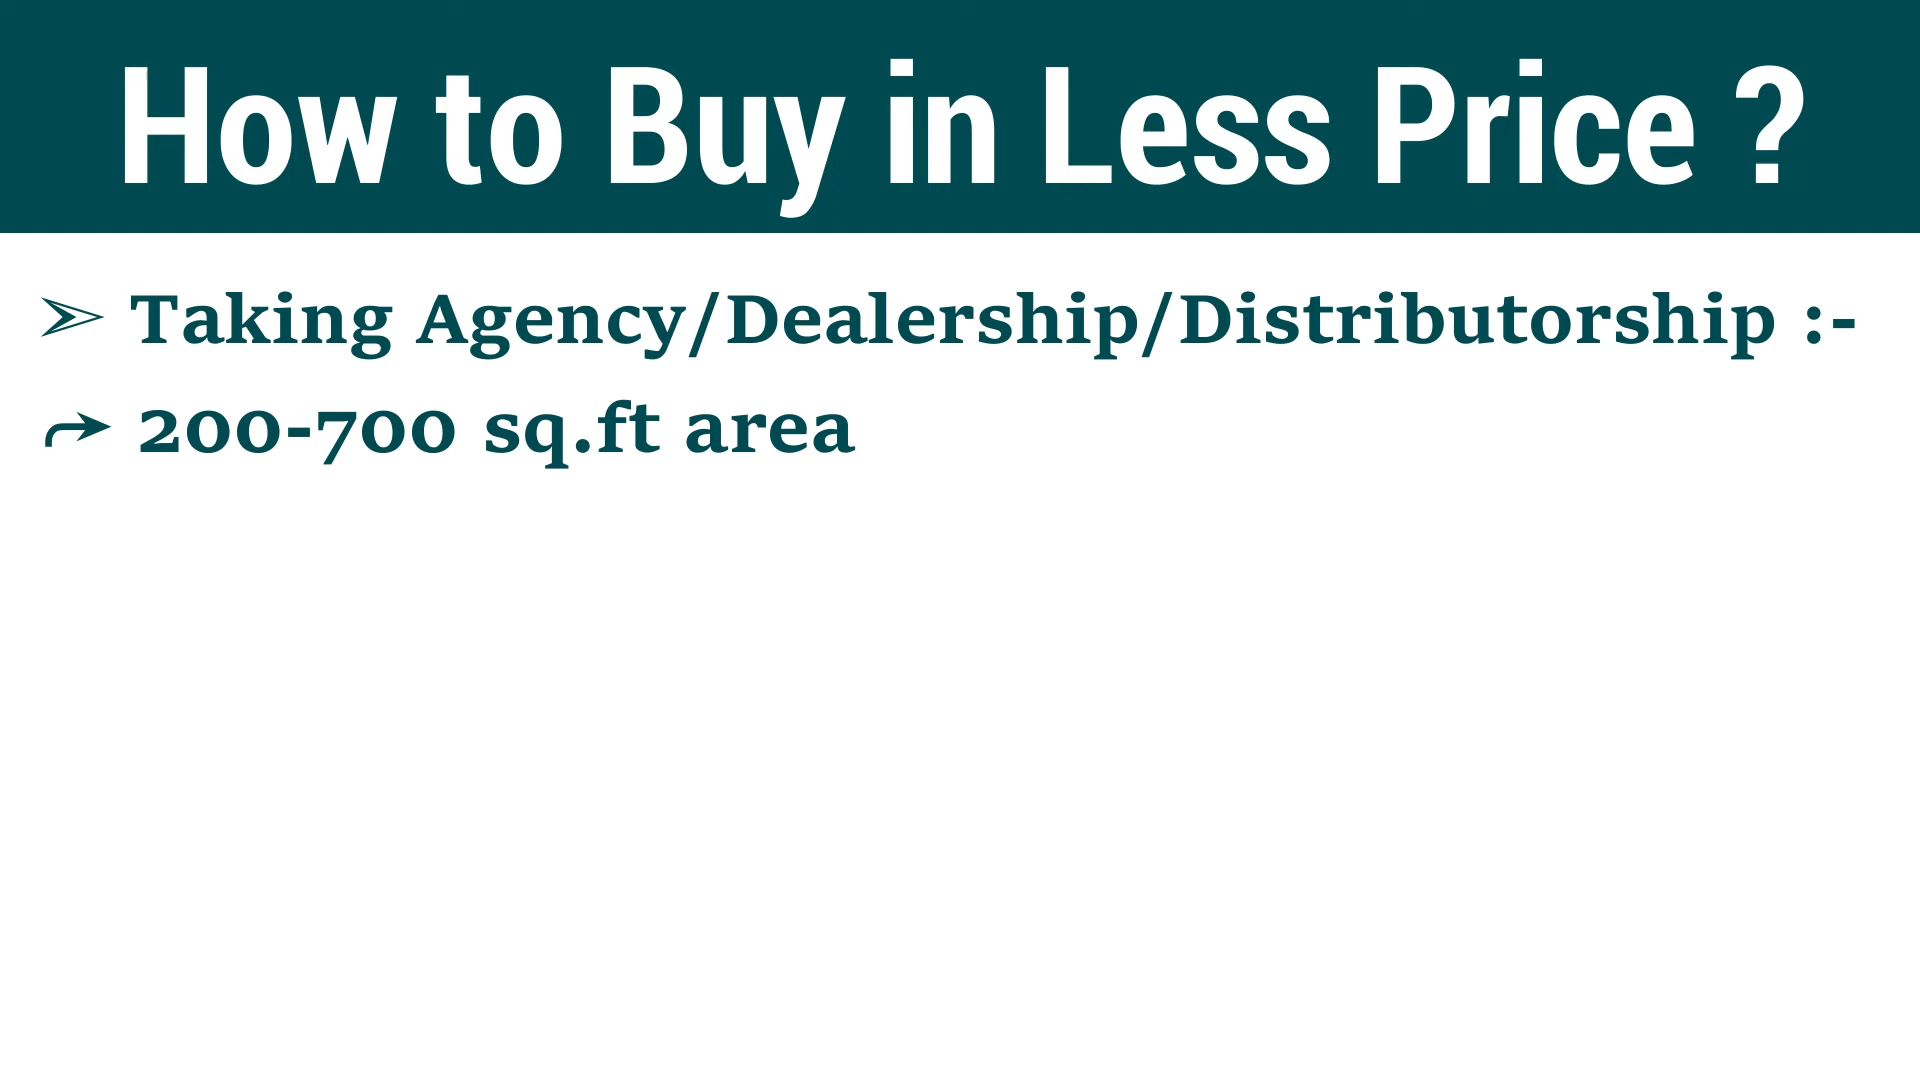 How to Buy in Less Price ?
➢ Taking Agency/Dealership/Distributorship :-
⮫ 200-700 sq.ft area